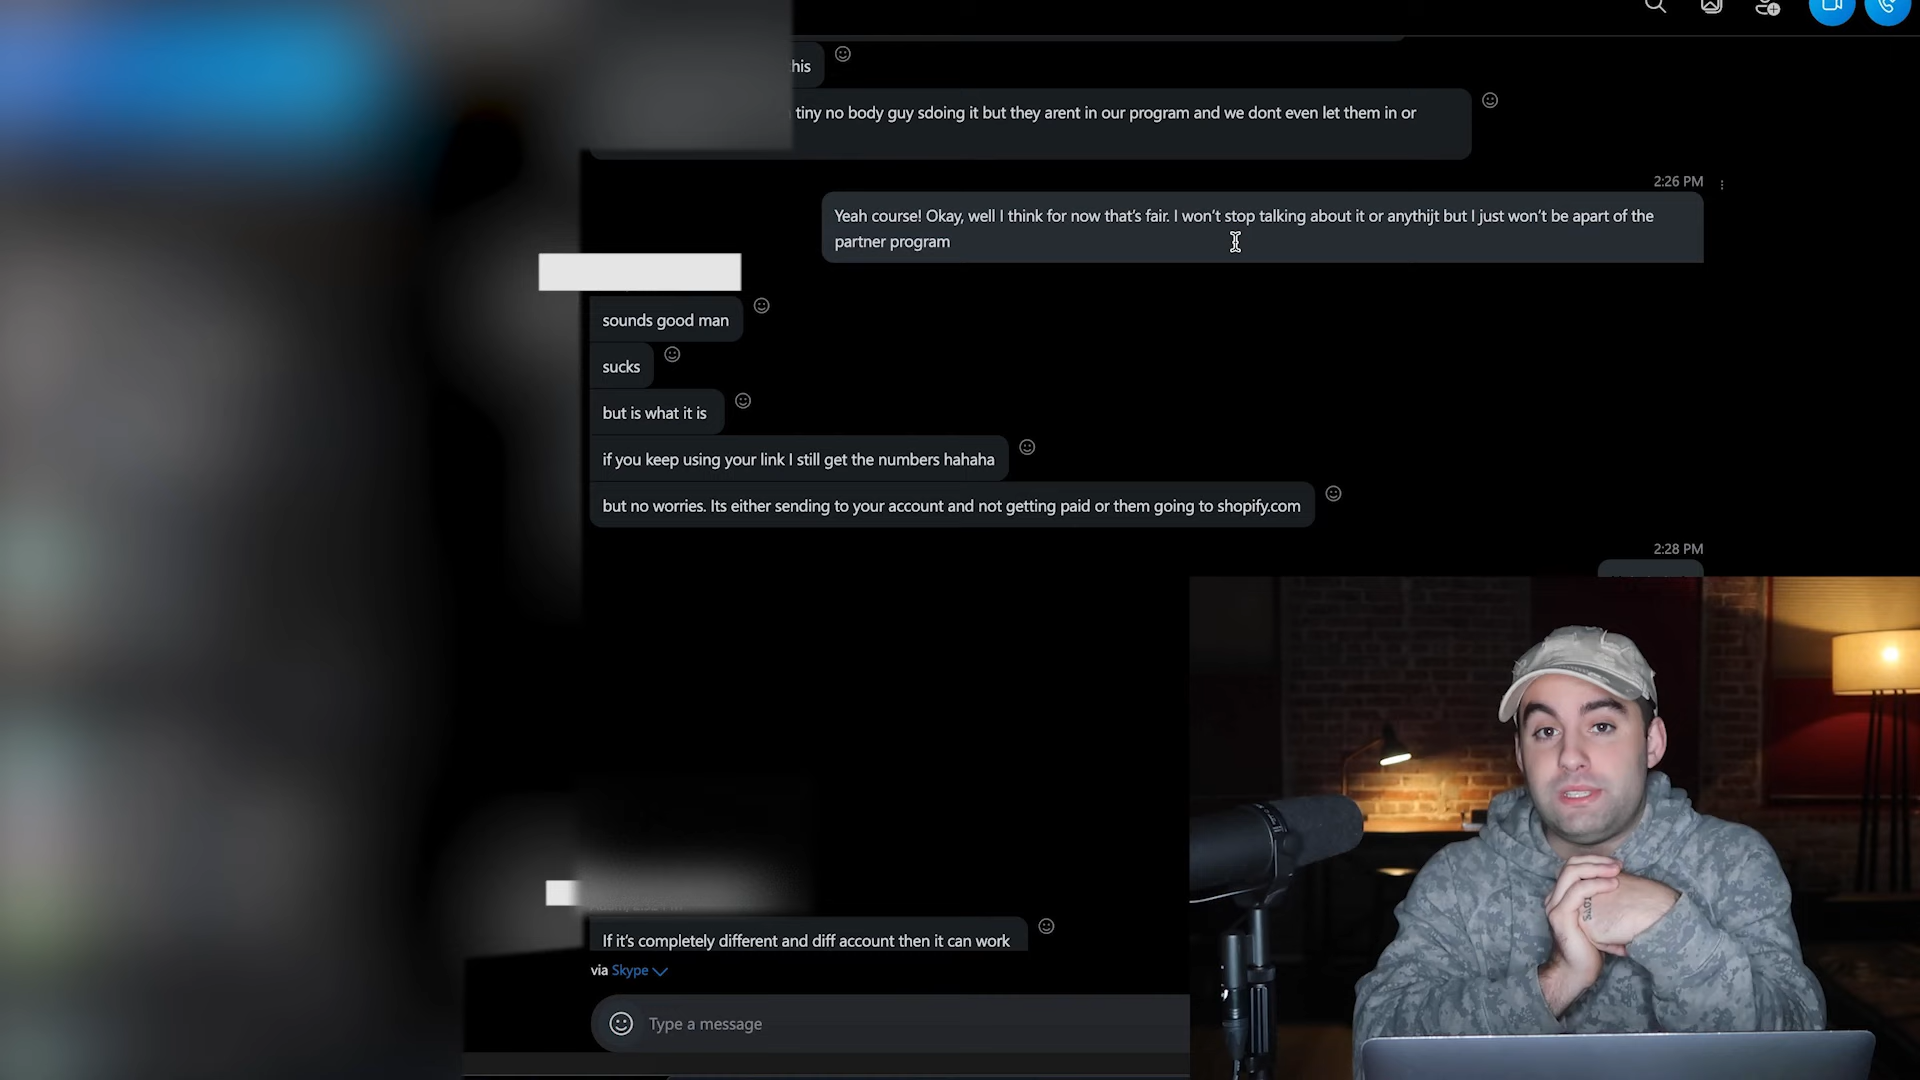 his
tiny no body guy sdoing it but they arent in our program and we dont even let them in or
2:26 PM
Yeah course! Okay, well I think for now that's fair. I won't stop talking about it or anythijt but I just won't be apart of the
partner program
sounds good man
sucks
but is what it is
if you keep using your link I still get the numbers hahaha
but no worries. Its either sending to your account and not getting paid or them going to shopify.com
2:28 PM
If it's completely different and diff account then it can work
via Skype
Type a message